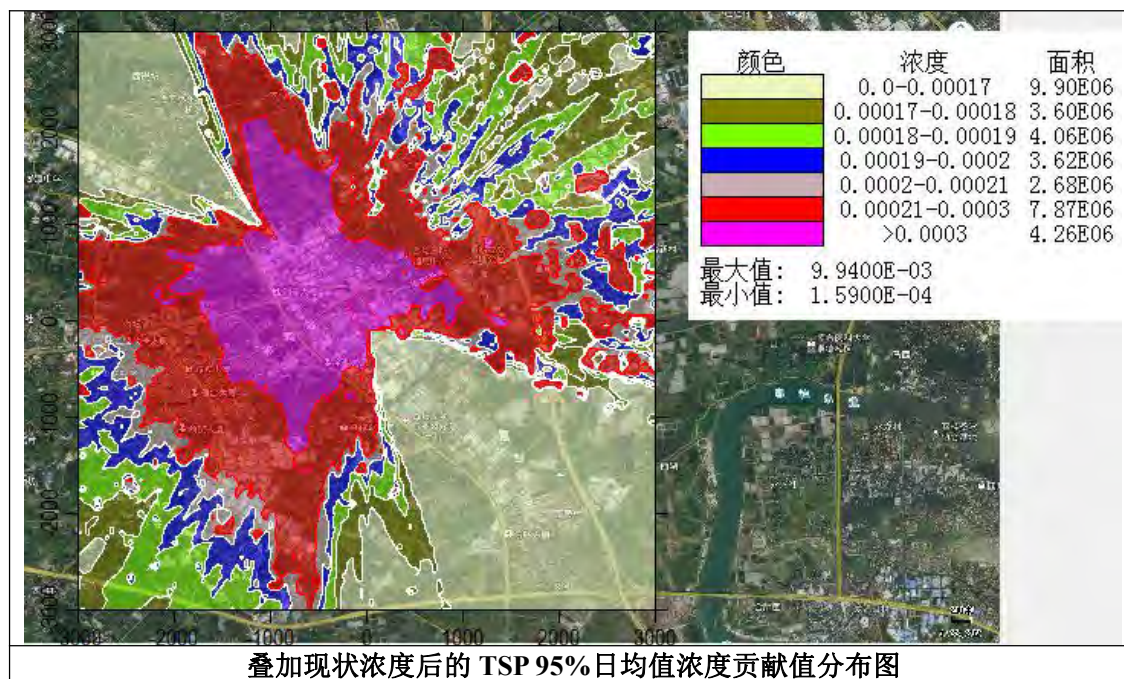 颜色 浓度 面积
0.0-0.00017 9.90E06
0.00017-0.00018 3.60E06
0.00018-0.00019 4.06E06
0.00019-0.0002 3.62E06
0.0002-0.00021 2.68E06
0.00021-0.0003 7.87E06
>0.0003 4.26E06
最大值: 9.9400E-03
最小值: 1.5900E-04
3000
2000
1000
0
-1000
-2000
-3000
-3000 -2000 -1000 0 1000 2000 3000
叠加现状浓度后的 TSP 95%日均值浓度贡献值分布图